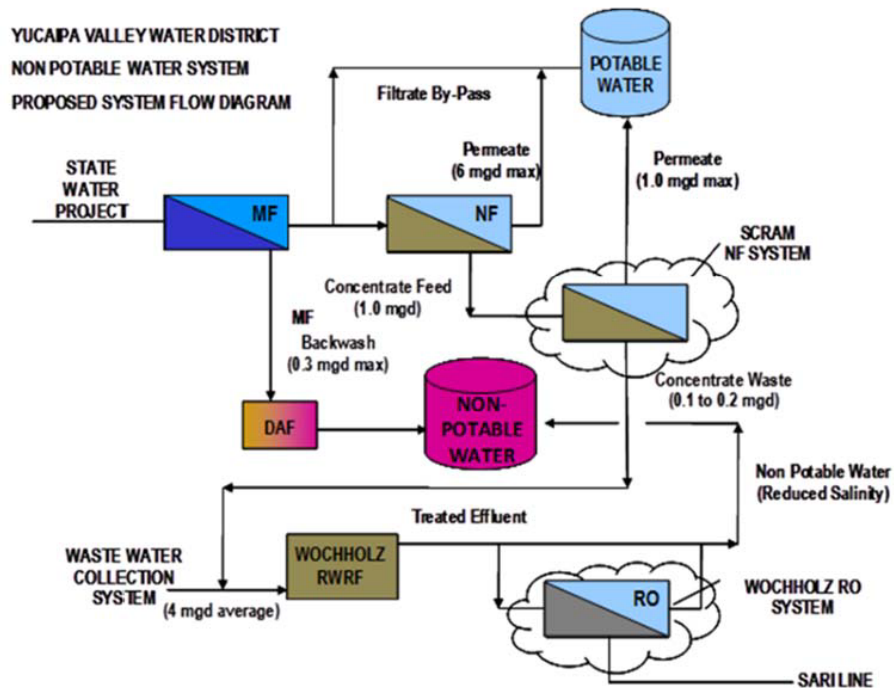 YUCAIPA VALLEY WATER DISTRICT
NON POTABLE WATER SYSTEM
PROPOSED SYSTEM FLOW DIAGRAM
POTABLE
WATER
Filtrate By-Pass
STATE
WATER
PROJECT
MF
Permeate
(6 mgd max)
NF
Permeate
(1.0 mgd max)
SCRAM
NF SYSTEM
Concentrate Feed
(1.0 mgd)
MF
Backwash
(0.3 mgd max)
Concentrate Waste
(0.1 to 0.2 mgd)
DAF
NON-
POTABLE
WATER
Non Potable Water
(Reduced Salinity)
Treated Effluent
WASTE WATER
COLLECTION
SYSTEM
(4 mgd average)
WOCHHOLZ
RWRF
RO
WOCHHOLZ RO
SYSTEM
SARI LINE